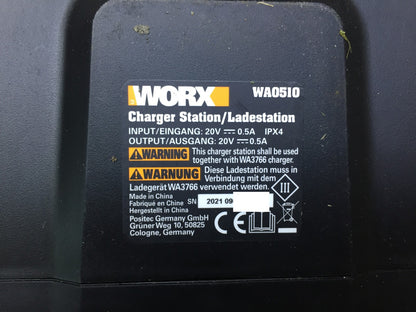 WORX WA0510
Charger Station/Ladestation
INPUT/EINGANG: 20V 0.5A IPX4
OUTPUT/AUSGANG: 20V 0.5A
WARNING This charger station shall be used
together with WA3766 charger.
WARNUNG Diese Ladestation muss in
Verbindung mit dem
Ladegerät WA3766 verwendet werden.
Made in China
Fabriqué en Chine
Hergestellt in China
SN 2021 09
Positec Germany GmbH
Grüner Weg 10, 50825
Cologne, Germany
CE
III